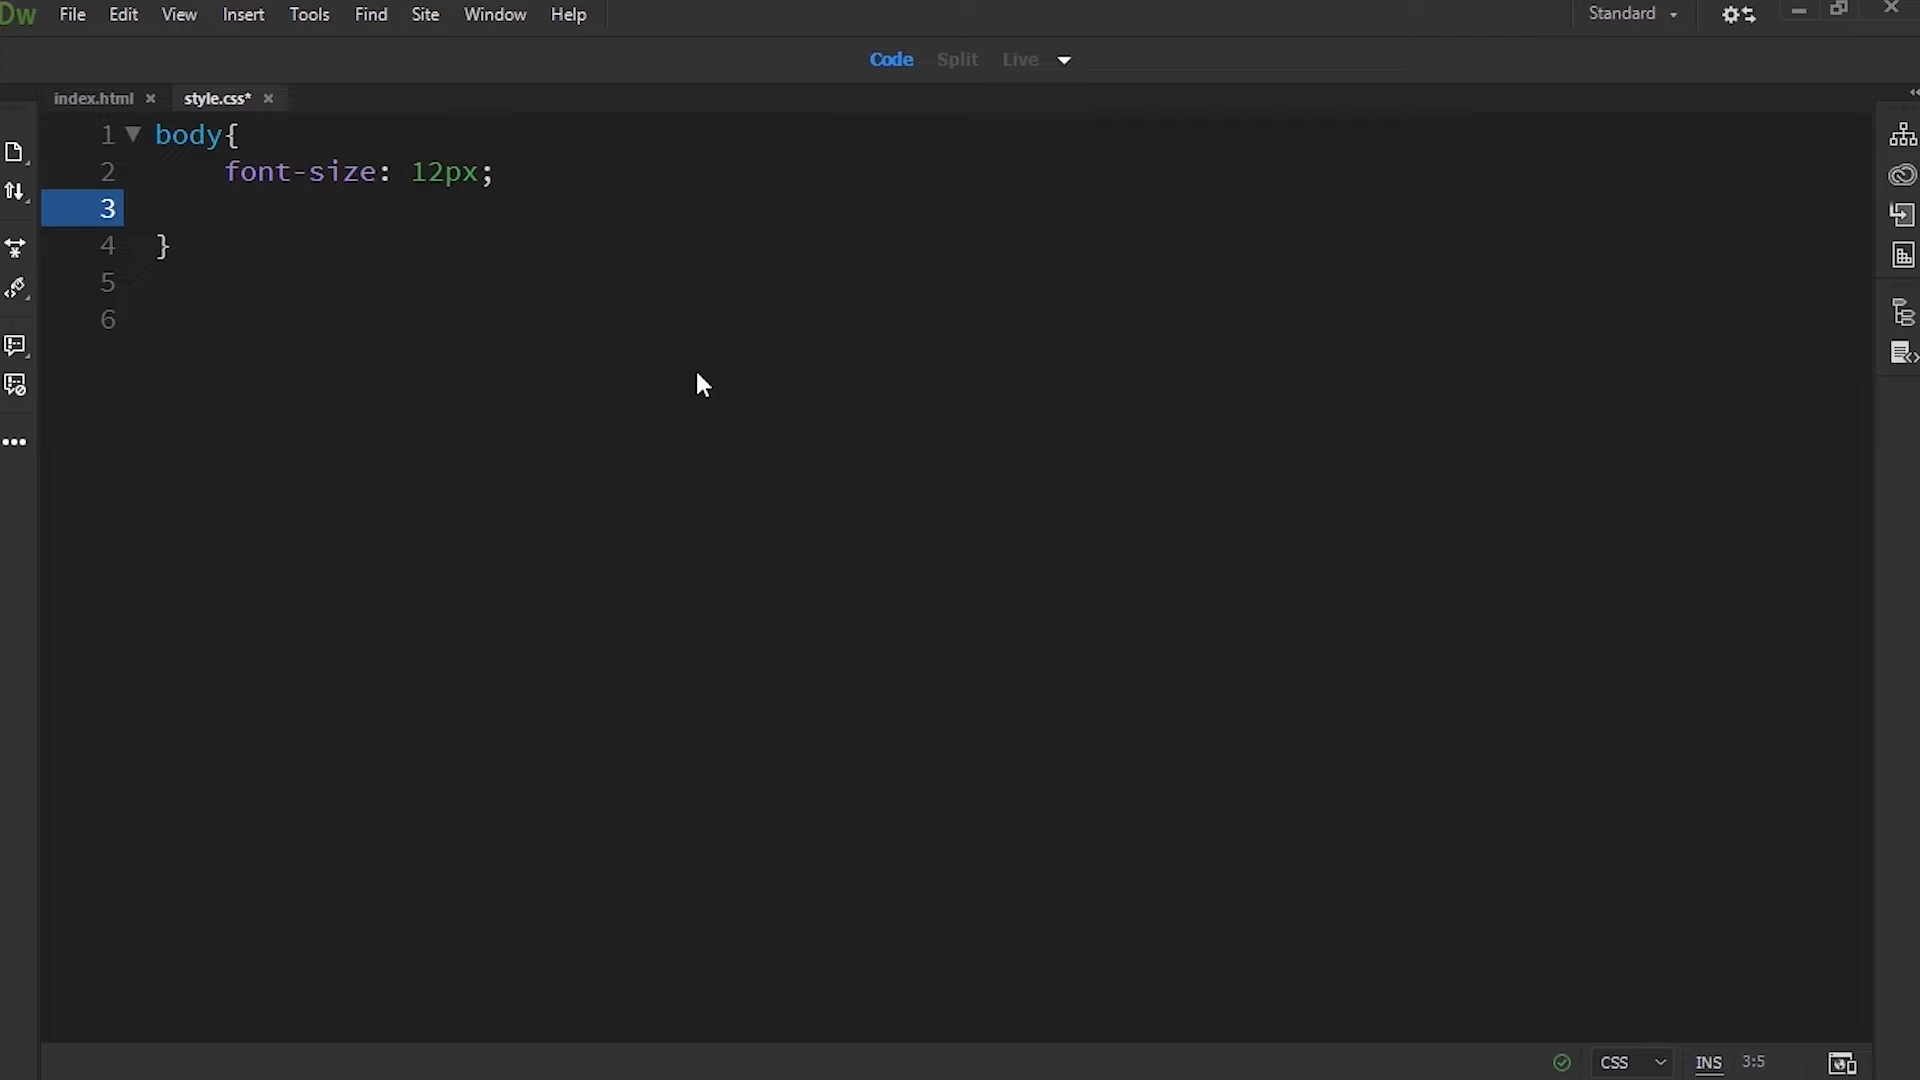 Dw File Edit View Insert Tools Find Site Window Help Standard
Code Split Live
index.html style.css*
1 body{
2 font-size: 12px;
3
4 }
5
6
CSS INS 3:5